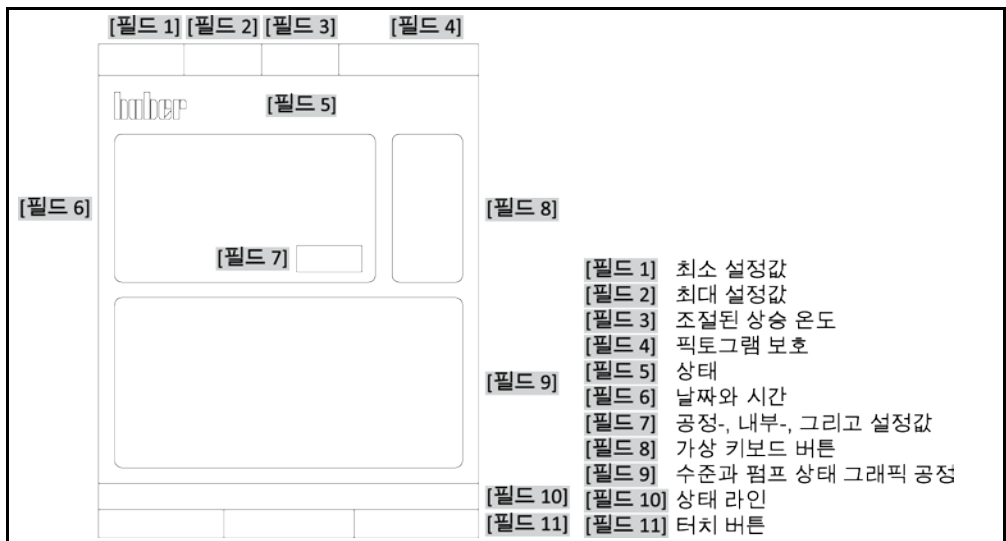 [필드 1] [필드 2] [필드 3] [필드 4]
huber
[필드 5]
[필드 6]
[필드 8]
[필드 7]
[필드 9]
[필드 10]
[필드 11]
[필드 1] 최소 설정값
[필드 2] 최대 설정값
[필드 3] 조절된 상승 온도
[필드 4] 픽토그램 보호
[필드 5] 상태
[필드 6] 날짜와 시간
[필드 7] 공정-, 내부-, 그리고 설정값
[필드 8] 가상 키보드 버튼
[필드 9] 수준과 펌프 상태 그래픽 공정
[필드 10] 상태 라인
[필드 11] 터치 버튼